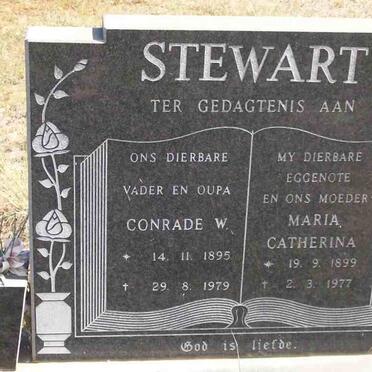 STEWART
TER GEDAGTENIS AAN
ONS DIERBARE
VADER EN OUPA
CONRADE W.
* 14. 11. 1895
† 29. 8. 1979
MY DIERBARE
EGGENOTE
EN ONS MOEDER
MARIA
CATHERINA
* 19. 9. 1899
† 2. 3. 1977
God is liefde.